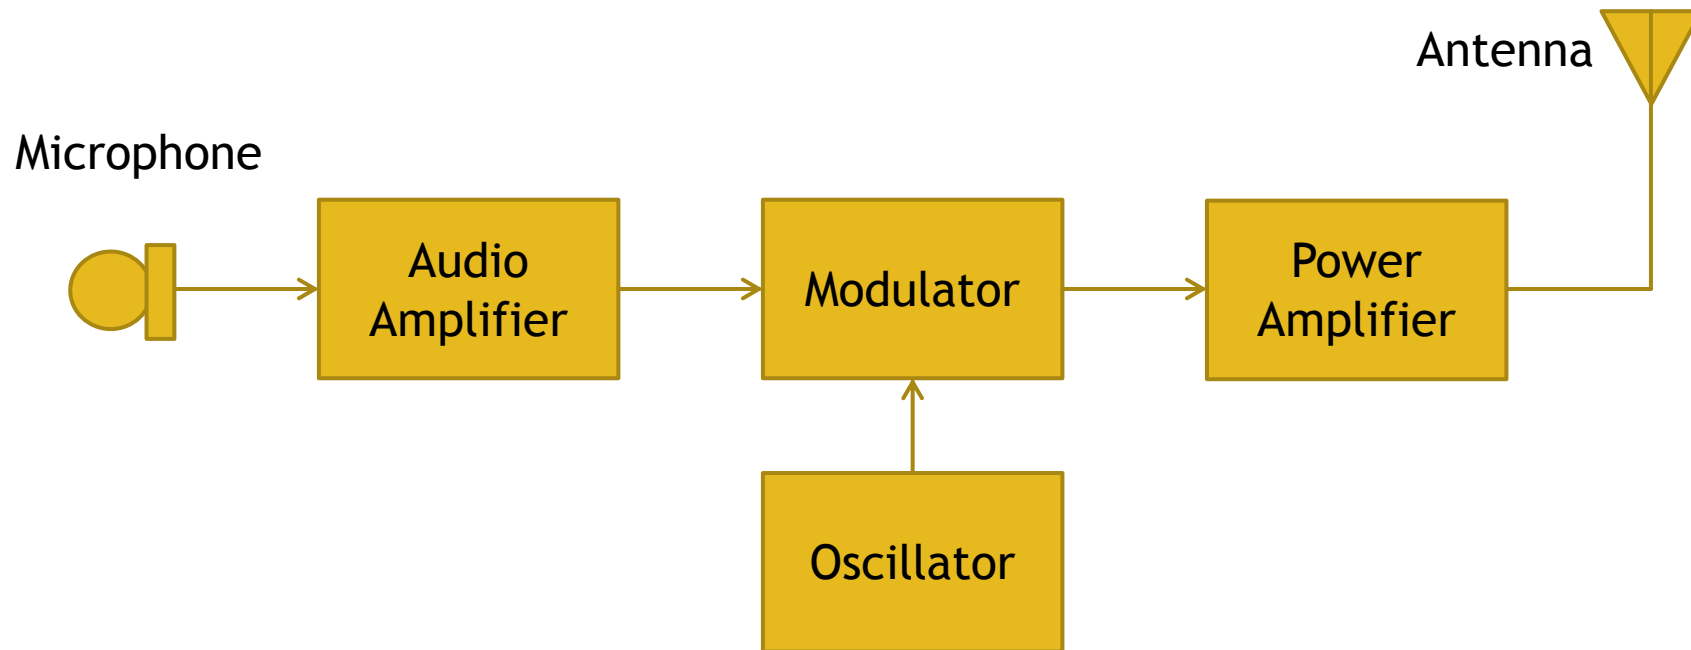 Antenna
Microphone
Audio
Amplifier
Modulator
Power
Amplifier
Oscillator